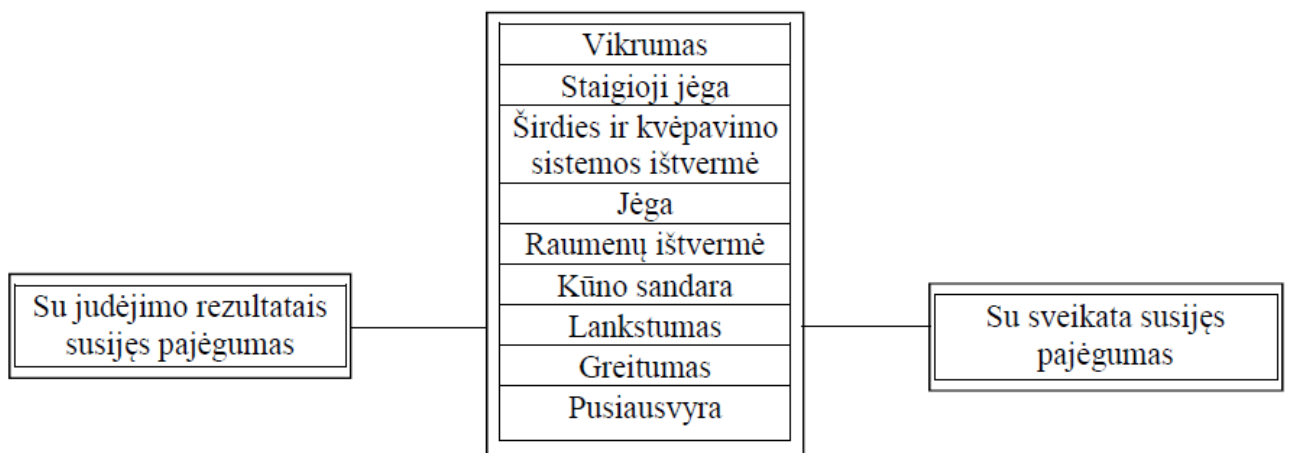 Vikrumas
Staigioji jėga
Širdies ir kvėpavimo
sistemos ištvermė
Jėga
Raumenų ištvermė
Kūno sandara
Lankstumas
Greitumas
Pusiausvyra
Su judėjimo rezultatais
susijęs pajėgumas
Su sveikata susijęs
pajėgumas